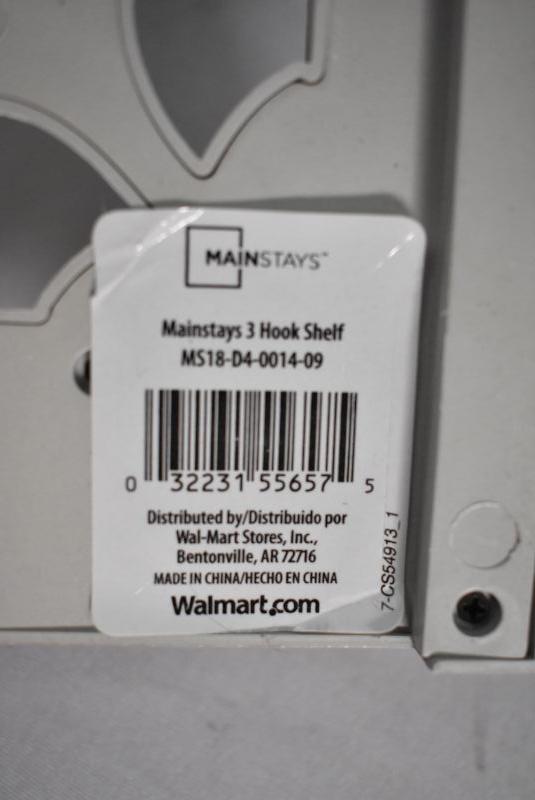 MAINSTAYS™
Mainstays 3 Hook Shelf
MS18-D4-0014-09
0 32231 55657 5
Distributed by/Distribuido por
Wal-Mart Stores, Inc.,
Bentonville, AR 72716
MADE IN CHINA/HECHO EN CHINA
Walmart.com
7-CS54913_1